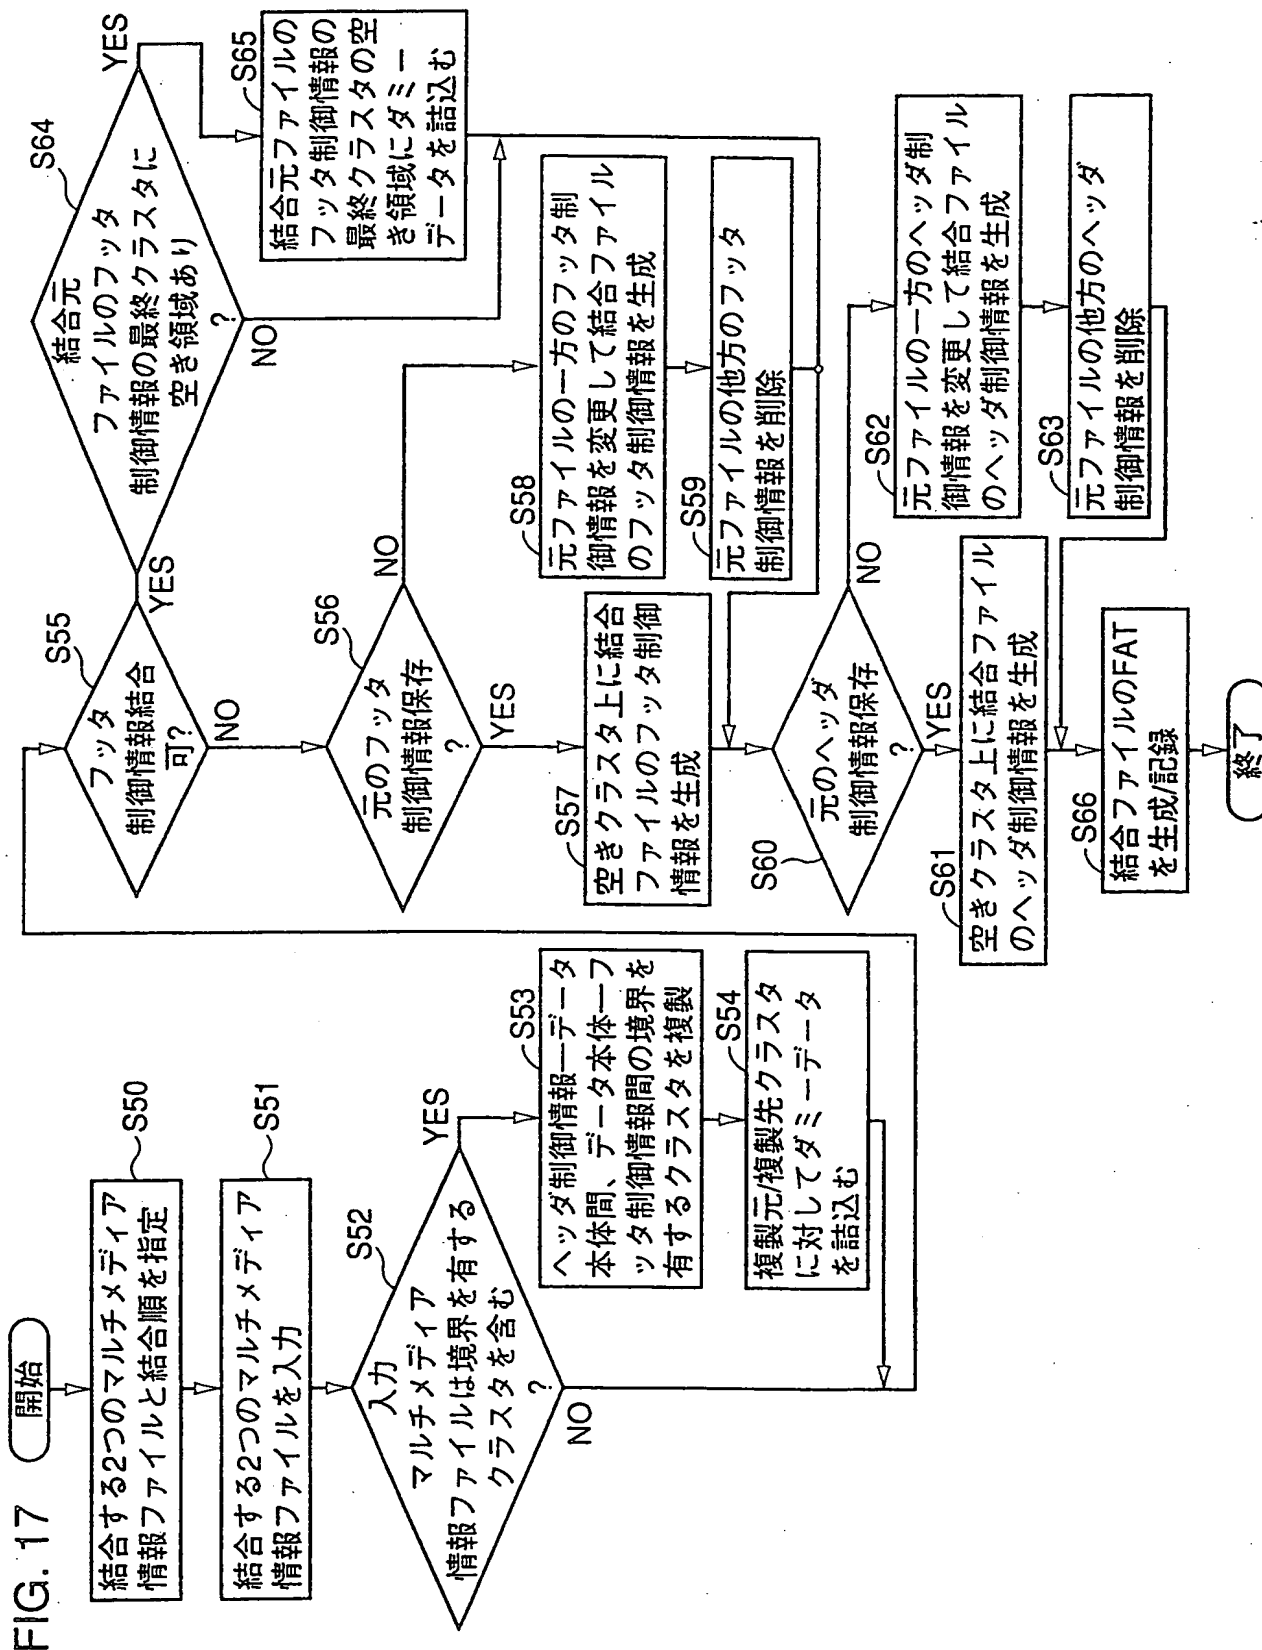 FIG. 17
開始
S50
結合する2つのマルチメディア
情報ファイルと結合順を指定
S51
結合する2つのマルチメディア
情報ファイルを入力
S52
入力
マルチメディア
情報ファイルは境界を有する
クラスタを含む
?
YES
NO
S53
ヘッダ制御情報ーデータ
本体間、データ本体ーフ
ッタ制御情報間の境界を
有するクラスタを複製
S54
複製元/複製先クラスタ
に対してダミーデータ
を詰込む
S55
フッタ
制御情報結合
可?
YES
NO
S64
結合元
ファイルのフッタ
制御情報の最終クラスタに
空き領域あり
?
YES
NO
S65
結合元ファイルの
フッタ制御情報の
最終クラスタの空
き領域にダミー
データを詰込む
S56
元のフッタ
制御情報保存
?
NO
YES
S57
空きクラスタ上に結合
ファイルのフッタ制御
情報を生成
S58
元ファイルの一方のフッタ制
御情報を変更して結合ファイル
のフッタ制御情報を生成
S59
元ファイルの他方のフッタ
制御情報を削除
S60
元のヘッダ
制御情報保存
?
NO
YES
S61
空きクラスタ上に結合ファイル
のヘッダ制御情報を生成
S62
元ファイルの一方のヘッダ制
御情報を変更して結合ファイル
のヘッダ制御情報を生成
S63
元ファイルの他方のヘッダ
制御情報を削除
S66
結合ファイルのFAT
を生成/記録
終了